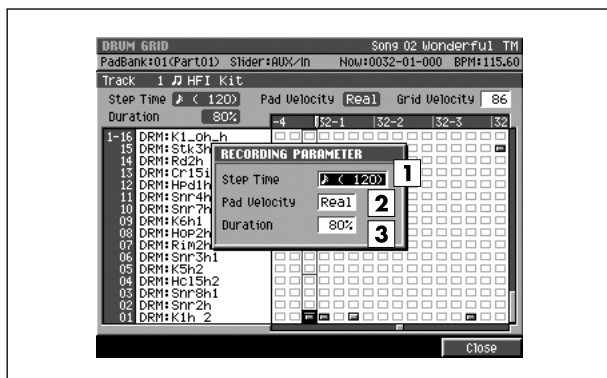 DRUM GRID Song 02 Wonderful TM
PadBank:01(Part01) Slider:AUX/In Now:0032-01-000 BPM:115.60
Track 1 HFI Kit
Step Time ♪ ( 120) Pad Velocity Real Grid Velocity 86
Duration 80%
-4 |32-1 |32-2 |32-3 |32
1-16 DRM:K1_oh_h
15 DRM:Stk3h
14 DRM:Rd2h
13 DRM:Cr15i
12 DRM:HPd1h
11 DRM:Snr4h
10 DRM:Snr7h
09 DRM:K6h1
08 DRM:HOP2h
07 DRM:Rim2h
06 DRM:Snr3h1
05 DRM:K5h2
04 DRM:Hc15h2
03 DRM:Snr8h1
02 DRM:Snr2h
01 DRM:K1h 2
RECORDING PARAMETER
Step Time ♪ ( 120) 1
Pad Velocity Real 2
Duration 80% 3
Close